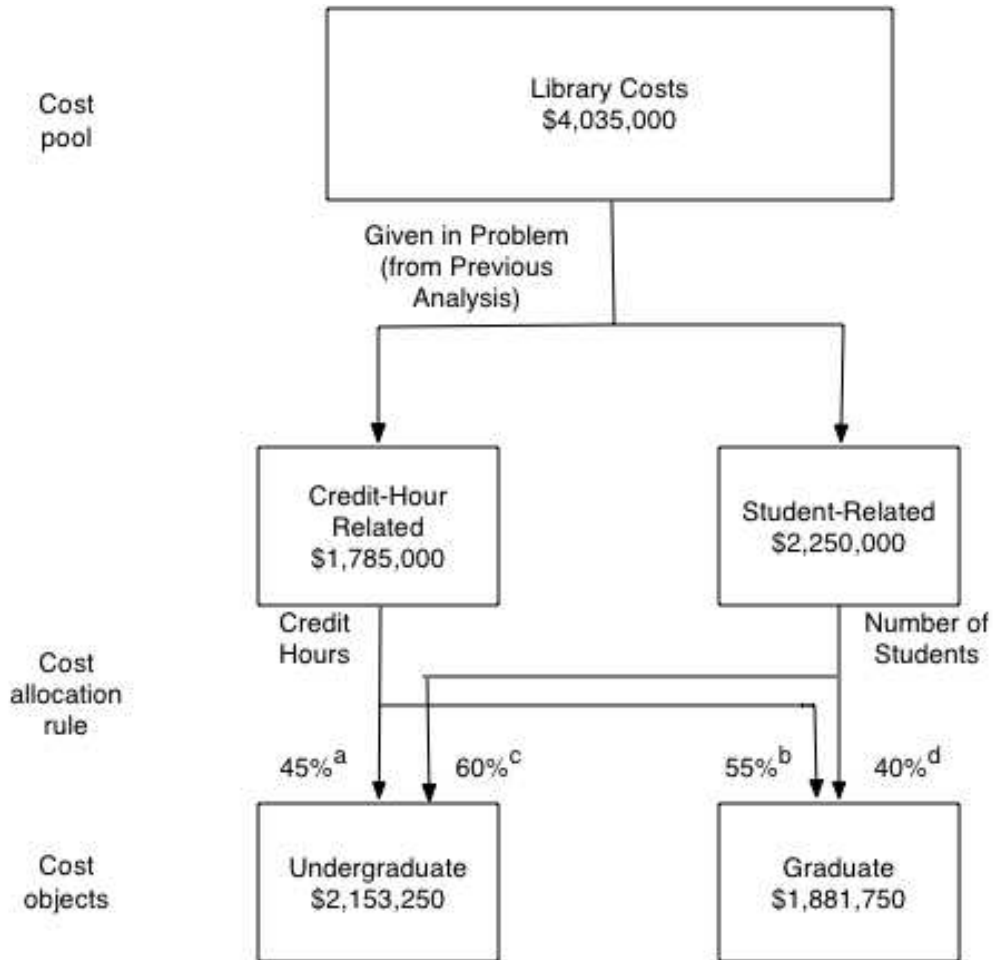 Library Costs
$4,035,000
Cost
pool
Given in Problem
(from Previous
Analysis)
Credit-Hour
Related
$1,785,000
Student-Related
$2,250,000
Credit
Hours
Number of
Students
Cost
allocation
rule
45%a
60%c
55%b
40%d
Cost
objects
Undergraduate
$2,153,250
Graduate
$1,881,750